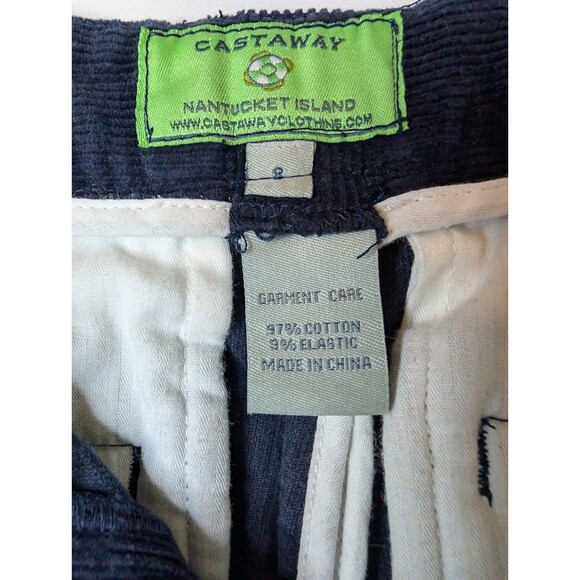 CASTAWAY
NANTUCKET ISLAND
WWW.CASTAWAYCLOTHING.COM
8
GARMENT CARE
97% COTTON
3% ELASTIC
MADE IN CHINA